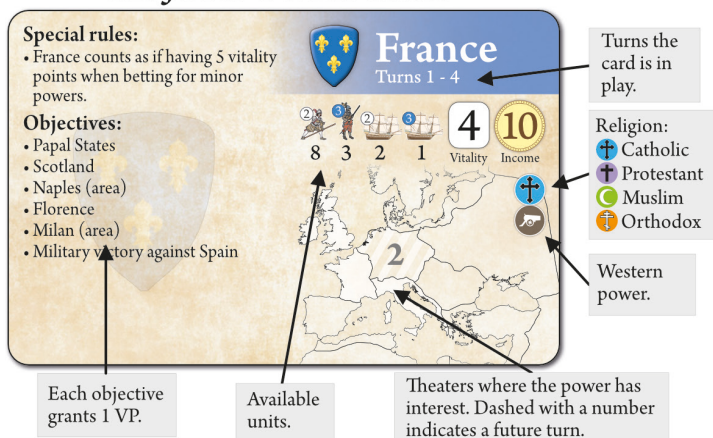 Special rules:
• France counts as if having 5 vitality
points when betting for minor
powers.
Objectives:
• Papal States
• Scotland
• Naples (area)
• Florence
• Milan (area)
• Military victory against Spain
France
Turns 1 - 4
2 3 2 3
8 3 2 1
4
Vitality
10
Income
2
Turns the
card is in
play.
Religion:
Catholic
Protestant
Muslim
Orthodox
Western
power.
Each objective
grants 1 VP.
Available
units.
Theaters where the power has
interest. Dashed with a number
indicates a future turn.